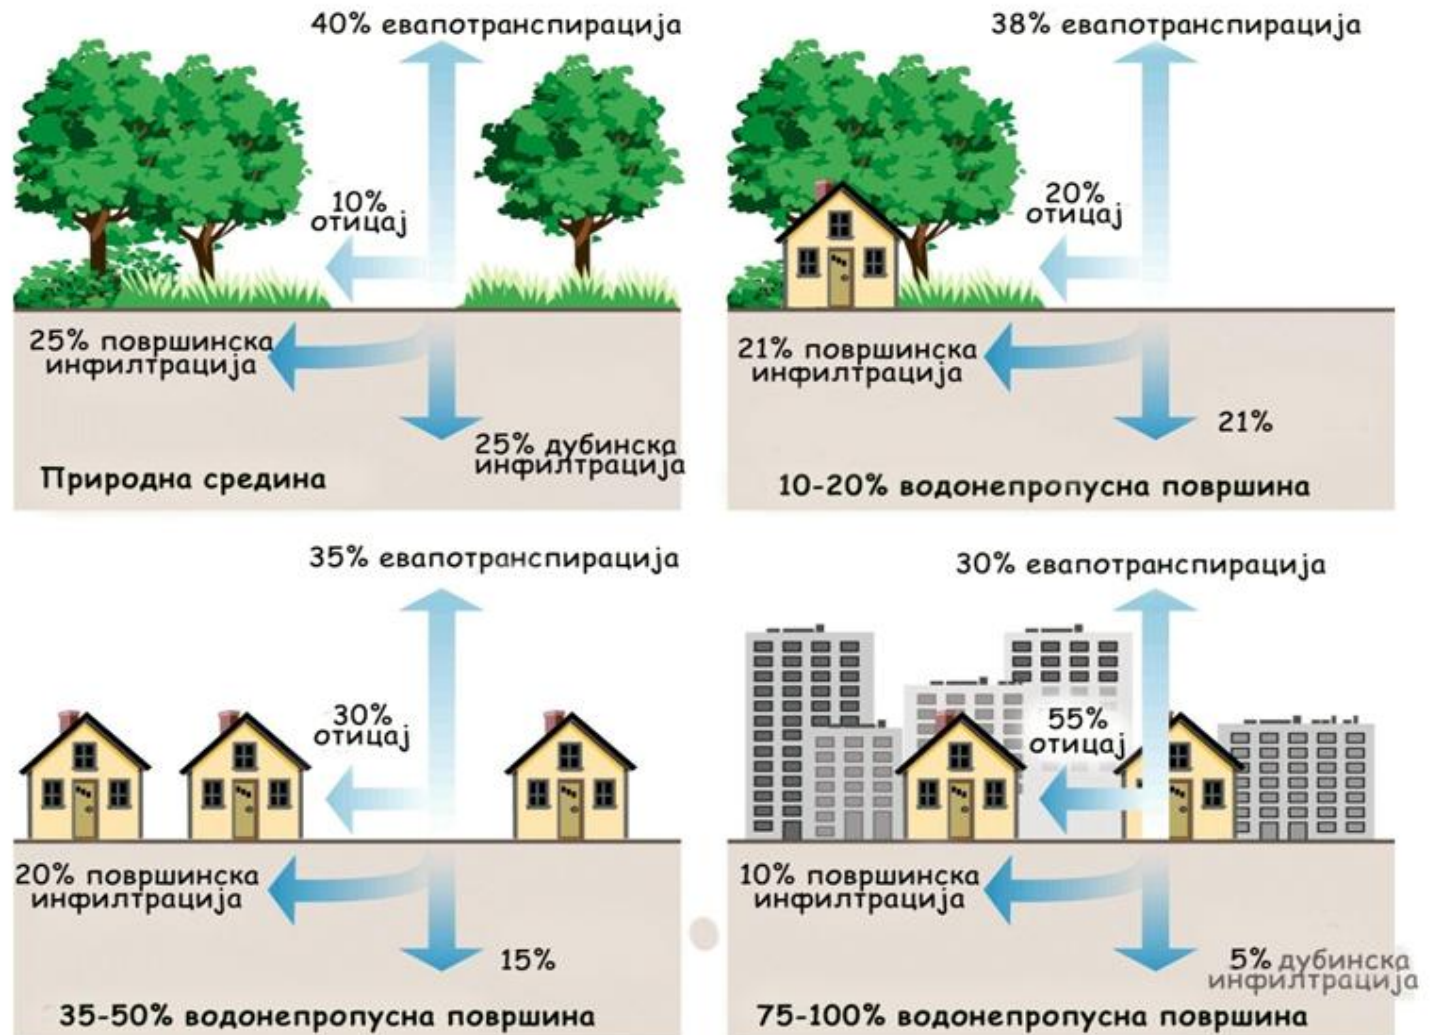 40% евапотранспирација
10%
отицај
25% површинска
инфилтрација
25% дубинска
инфилтрација
Природна средина
38% евапотранспирација
20%
отицај
21% површинска
инфилтрација
21%
10-20% водонепропусна површина
35% евапотранспирација
30%
отицај
20% површинска
инфилтрација
15%
35-50% водонепропусна површина
30% евапотранспирација
55%
отицај
10% површинска
инфилтрација
5% дубинска
инфилтрација
75-100% водонепропусна површина